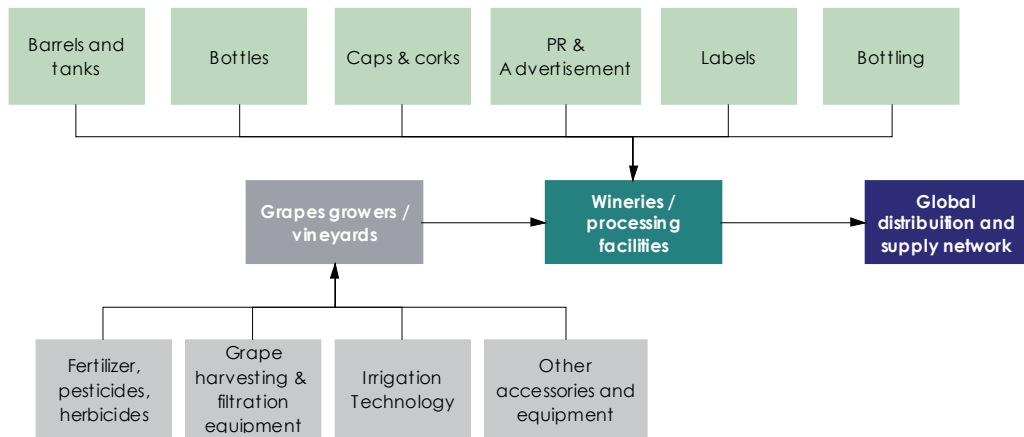 Barrels and
tanks
Bottles
Caps & corks
PR &
Advertisement
Labels
Bottling
Grapes growers /
vineyards
Wineries /
processing
facilities
Global
distribuition and
supply network
Fertilizer,
pesticides,
herbicides
Grape
harvesting &
filtration
equipment
Irrigation
Technology
Other
accessories and
equipment